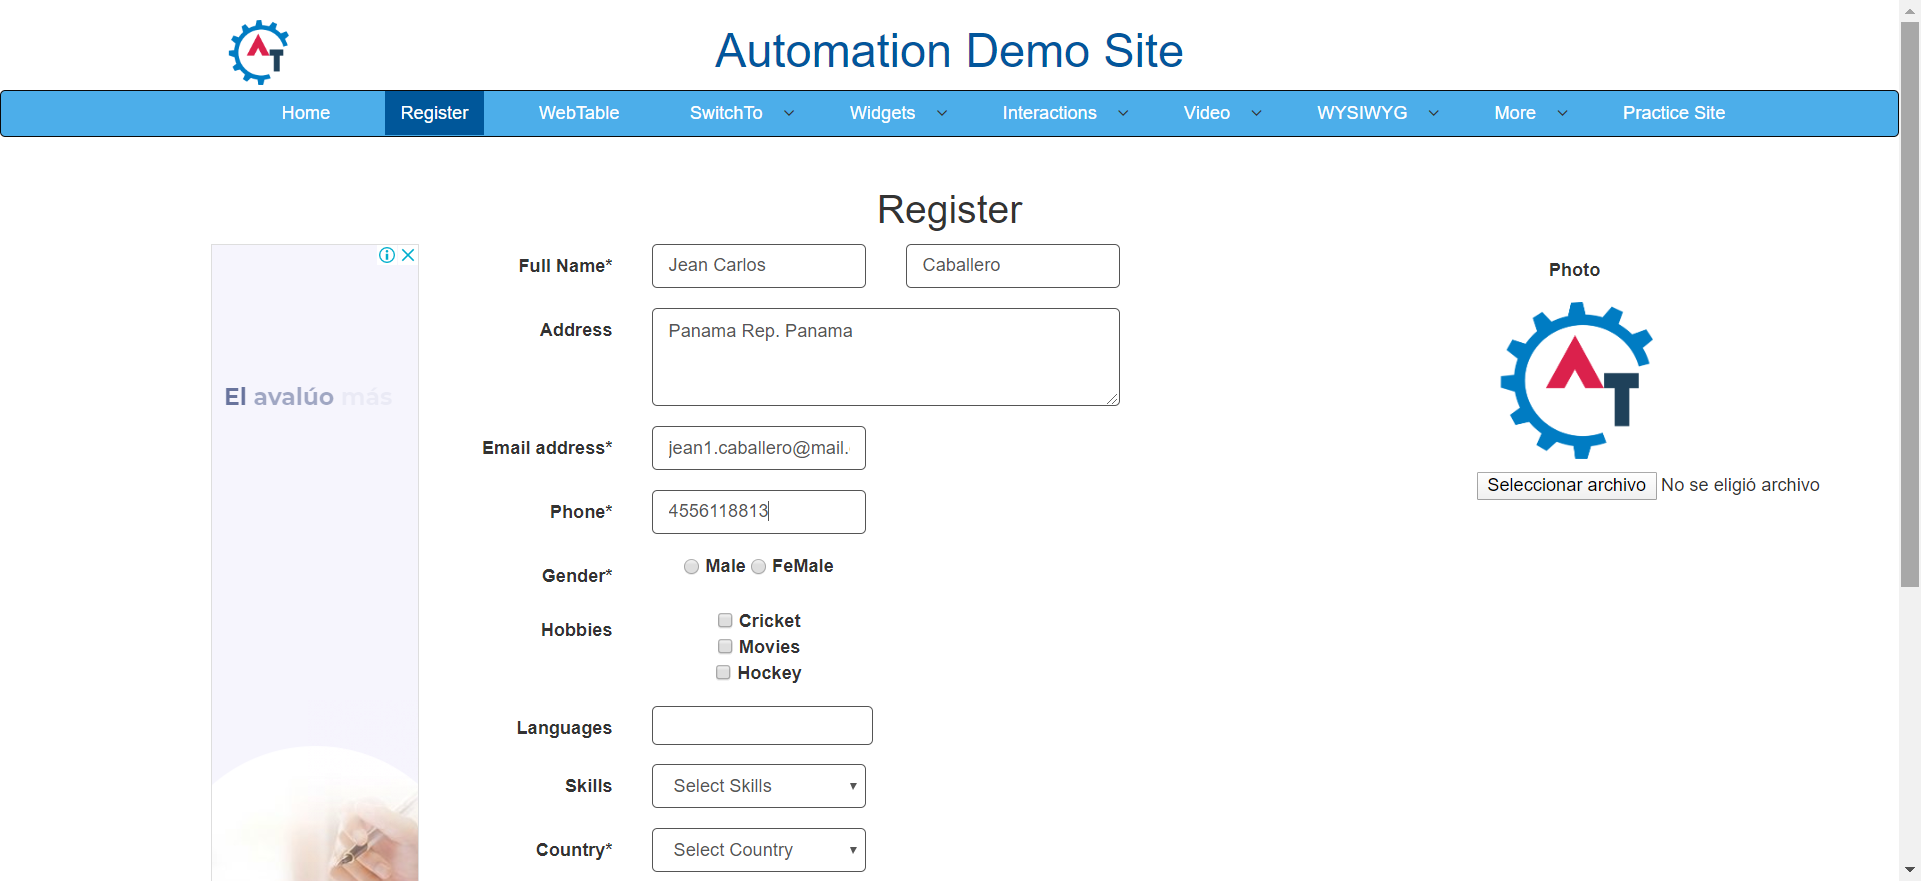 AT
Automation Demo Site
Home Register WebTable SwitchTo Widgets Interactions Video WYSIWYG More Practice Site
Register
Full Name* Jean Carlos Caballero
Photo
Address Panama Rep. Panama
AT
El avalúo más
Email address* jean1.caballero@mail.
Seleccionar archivo No se eligió archivo
Phone* 4556118813
Gender* Male FeMale
Hobbies Cricket
Movies
Hockey
Languages
Skills Select Skills
Country* Select Country